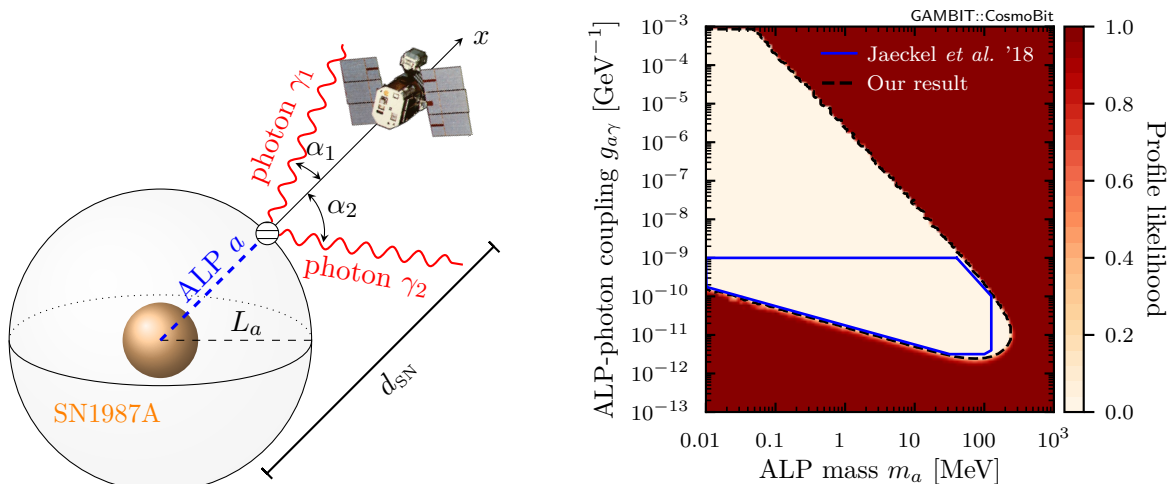 x
photon γ₁
α₁
α₂
ALP a
photon γ₂
Lₐ
d_SN
SN1987A
GAMBIT::CosmoBit
Jaeckel et al. '18
Our result
ALP-photon coupling g_{aγ} [GeV⁻¹]
10⁻³
10⁻⁴
10⁻⁵
10⁻⁶
10⁻⁷
10⁻⁸
10⁻⁹
10⁻¹⁰
10⁻¹¹
10⁻¹²
10⁻¹³
0.01 0.1 1 10 100 10³
ALP mass mₐ [MeV]
1.0
0.8
0.6
0.4
0.2
0.0
Profile likelihood